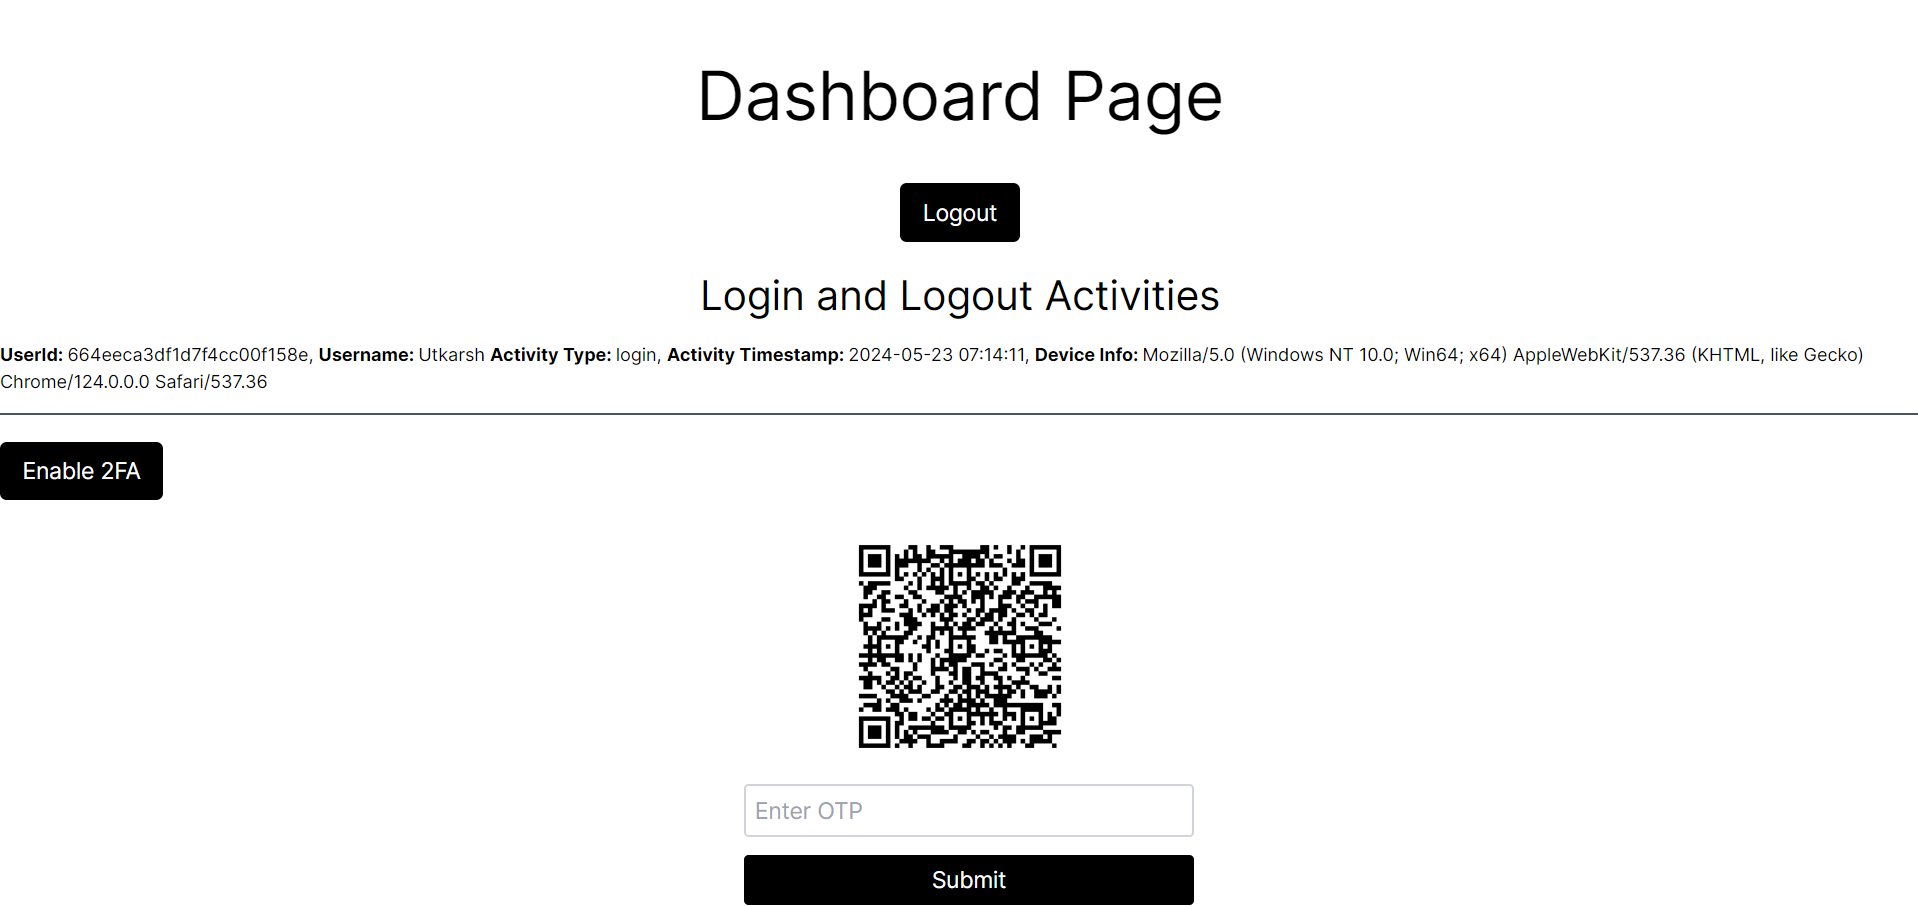 Dashboard Page
Logout
Login and Logout Activities
UserId: 664eeca3df1d7f4cc00f158e, Username: Utkarsh Activity Type: login, Activity Timestamp: 2024-05-23 07:14:11, Device Info: Mozilla/5.0 (Windows NT 10.0; Win64; x64) AppleWebKit/537.36 (KHTML, like Gecko)
Chrome/124.0.0.0 Safari/537.36
Enable 2FA
Enter OTP
Submit